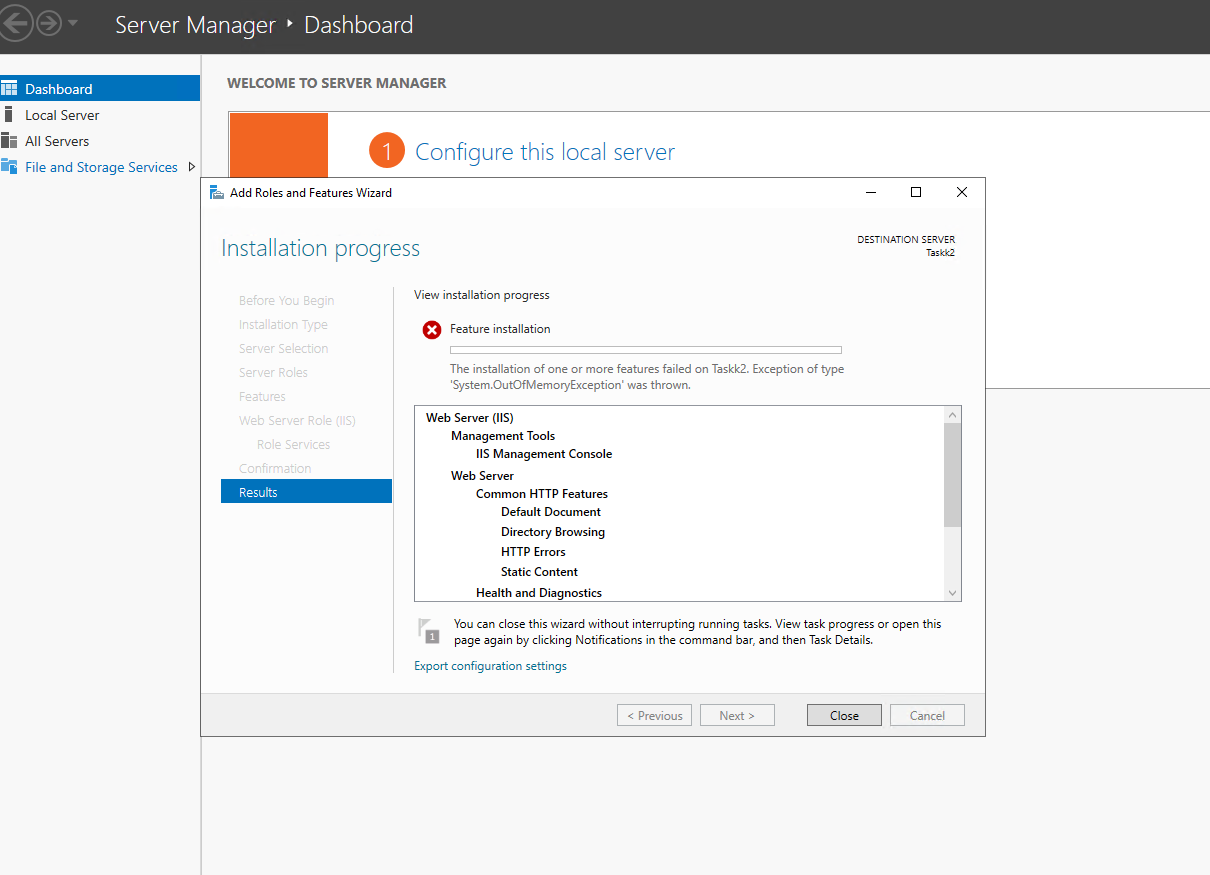 Server Manager ‣ Dashboard
Dashboard
Local Server
All Servers
File and Storage Services
WELCOME TO SERVER MANAGER
1 Configure this local server
Add Roles and Features Wizard
Installation progress
DESTINATION SERVER
Taskk2
Before You Begin
Installation Type
Server Selection
Server Roles
Features
Web Server Role (IIS)
Role Services
Confirmation
Results
View installation progress
Feature installation
The installation of one or more features failed on Taskk2. Exception of type
'System.OutOfMemoryException' was thrown.
Web Server (IIS)
Management Tools
IIS Management Console
Web Server
Common HTTP Features
Default Document
Directory Browsing
HTTP Errors
Static Content
Health and Diagnostics
1
You can close this wizard without interrupting running tasks. View task progress or open this
page again by clicking Notifications in the command bar, and then Task Details.
Export configuration settings
< Previous
Next >
Close
Cancel